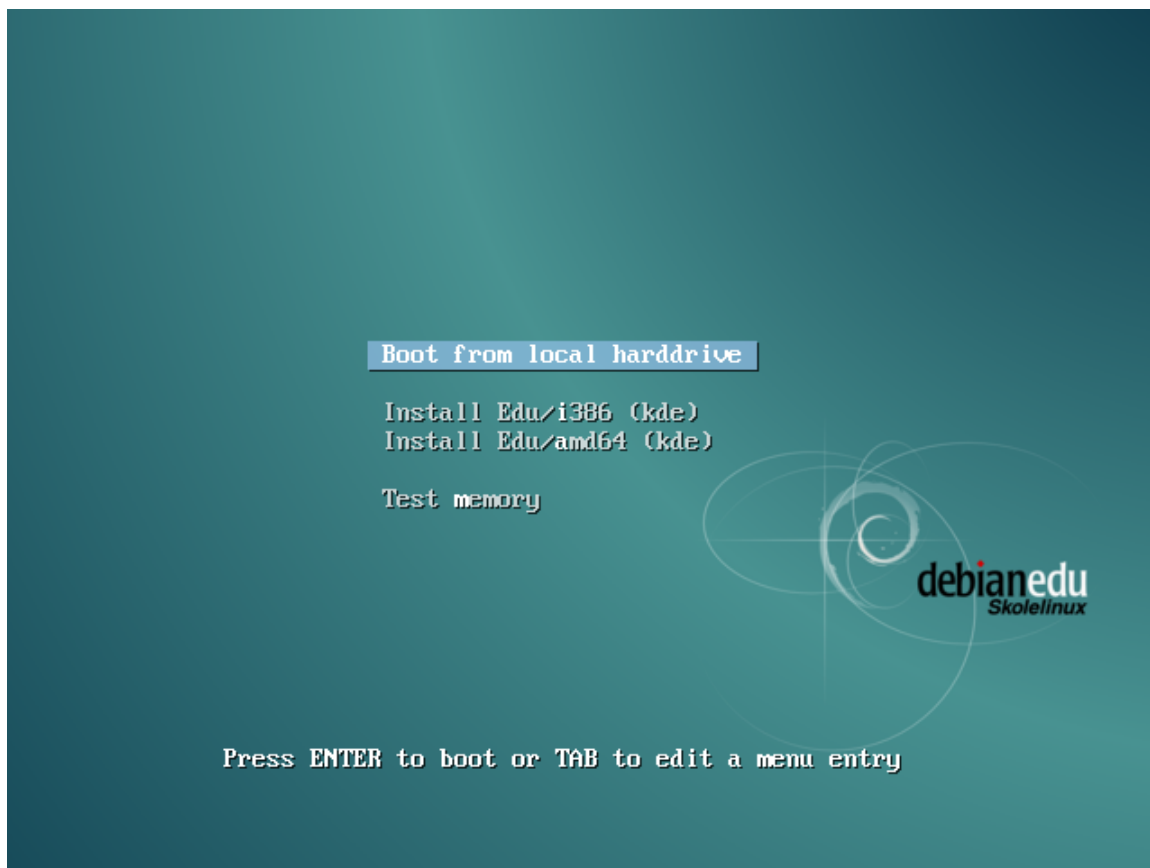 Boot from local harddrive
Install Edu/i386 (kde)
Install Edu/amd64 (kde)
Test memory
debianedu
Skolelinux
Press ENTER to boot or TAB to edit a menu entry